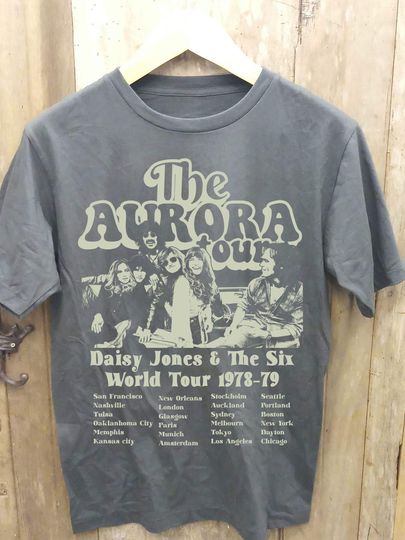 The
AURORA
tour
Daisy Jones & The Six
World Tour 1978-79
San Francisco
Nashville
Tulsa
Oaklanhoma City
Memphis
Kansas city
New Orleans
London
Glasgow
Paris
Munich
Amsterdam
Stockholm
Auckland
Sydney
Melbourn
Tokyo
Los Angeles
Seattle
Portland
Boston
New York
Dayton
Chicago